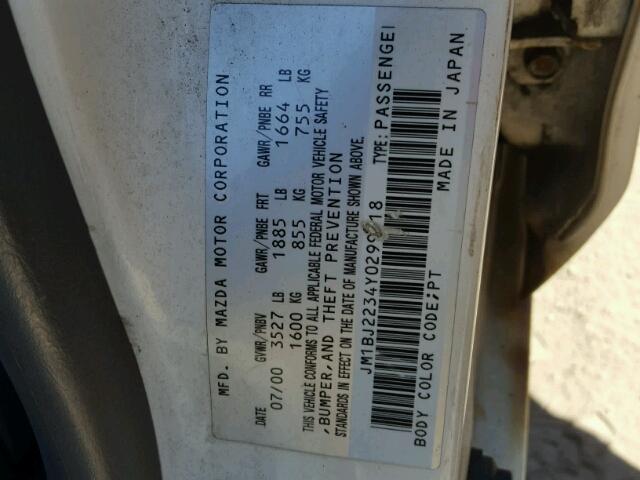 MFD. BY MAZDA MOTOR CORPORATION
DATE GVWR/PNBV GAWR/PNBE FRT GAWR/PNBE RR
07/00 3527 LB 1885 LB 1664 LB
1600 KG 855 KG 755 KG
THIS VEHICLE CONFORMS TO ALL APPLICABLE FEDERAL MOTOR VEHICLE SAFETY
,BUMPER,AND THEFT PREVENTION
STANDARDS IN EFFECT ON THE DATE OF MANUFACTURE SHOWN ABOVE.
TYPE: PASSENGE
BODY COLOR CODE;PT MADE IN JAPAN